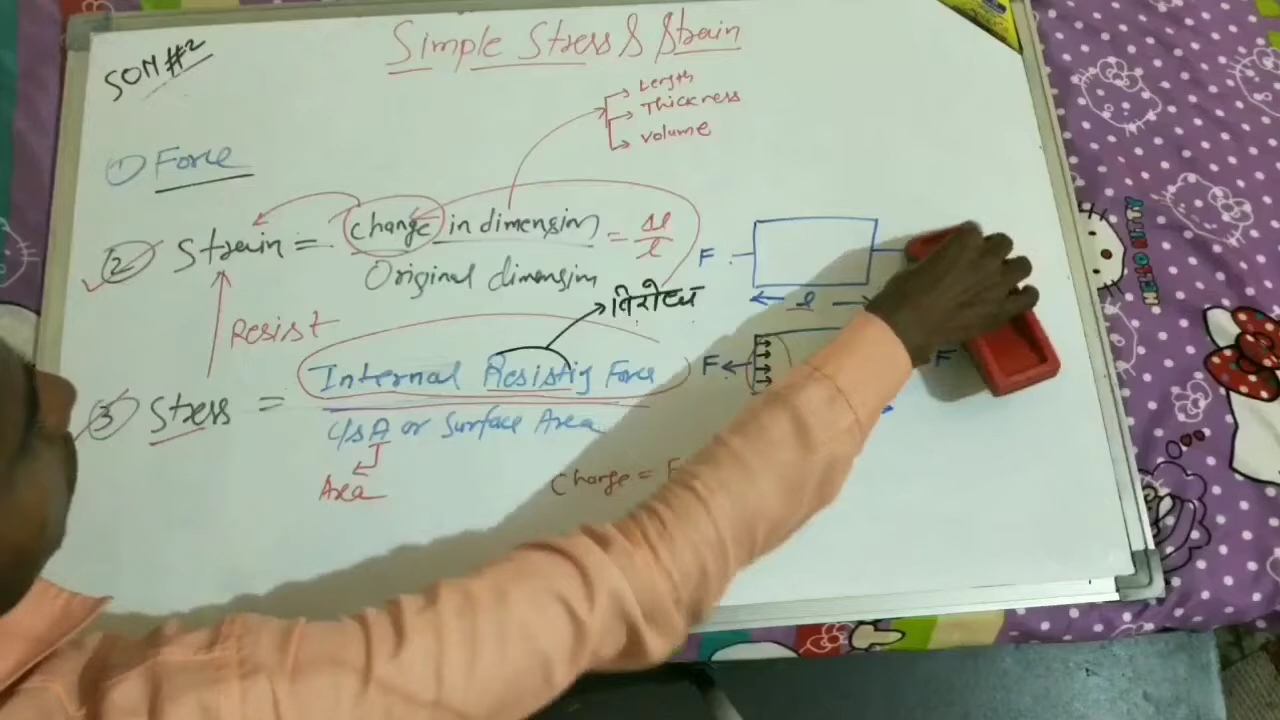 SOM #2
Simple Stress & Strain
Length
Thickness
Volume
① Force
② Strain = change in dimension / Original dimension = Δl / l
विरोध
Resist
③ Stress = Internal Resisting Force / c/s A or Surface Area
Area
Change =
F
l
F F
HELLO KITTY